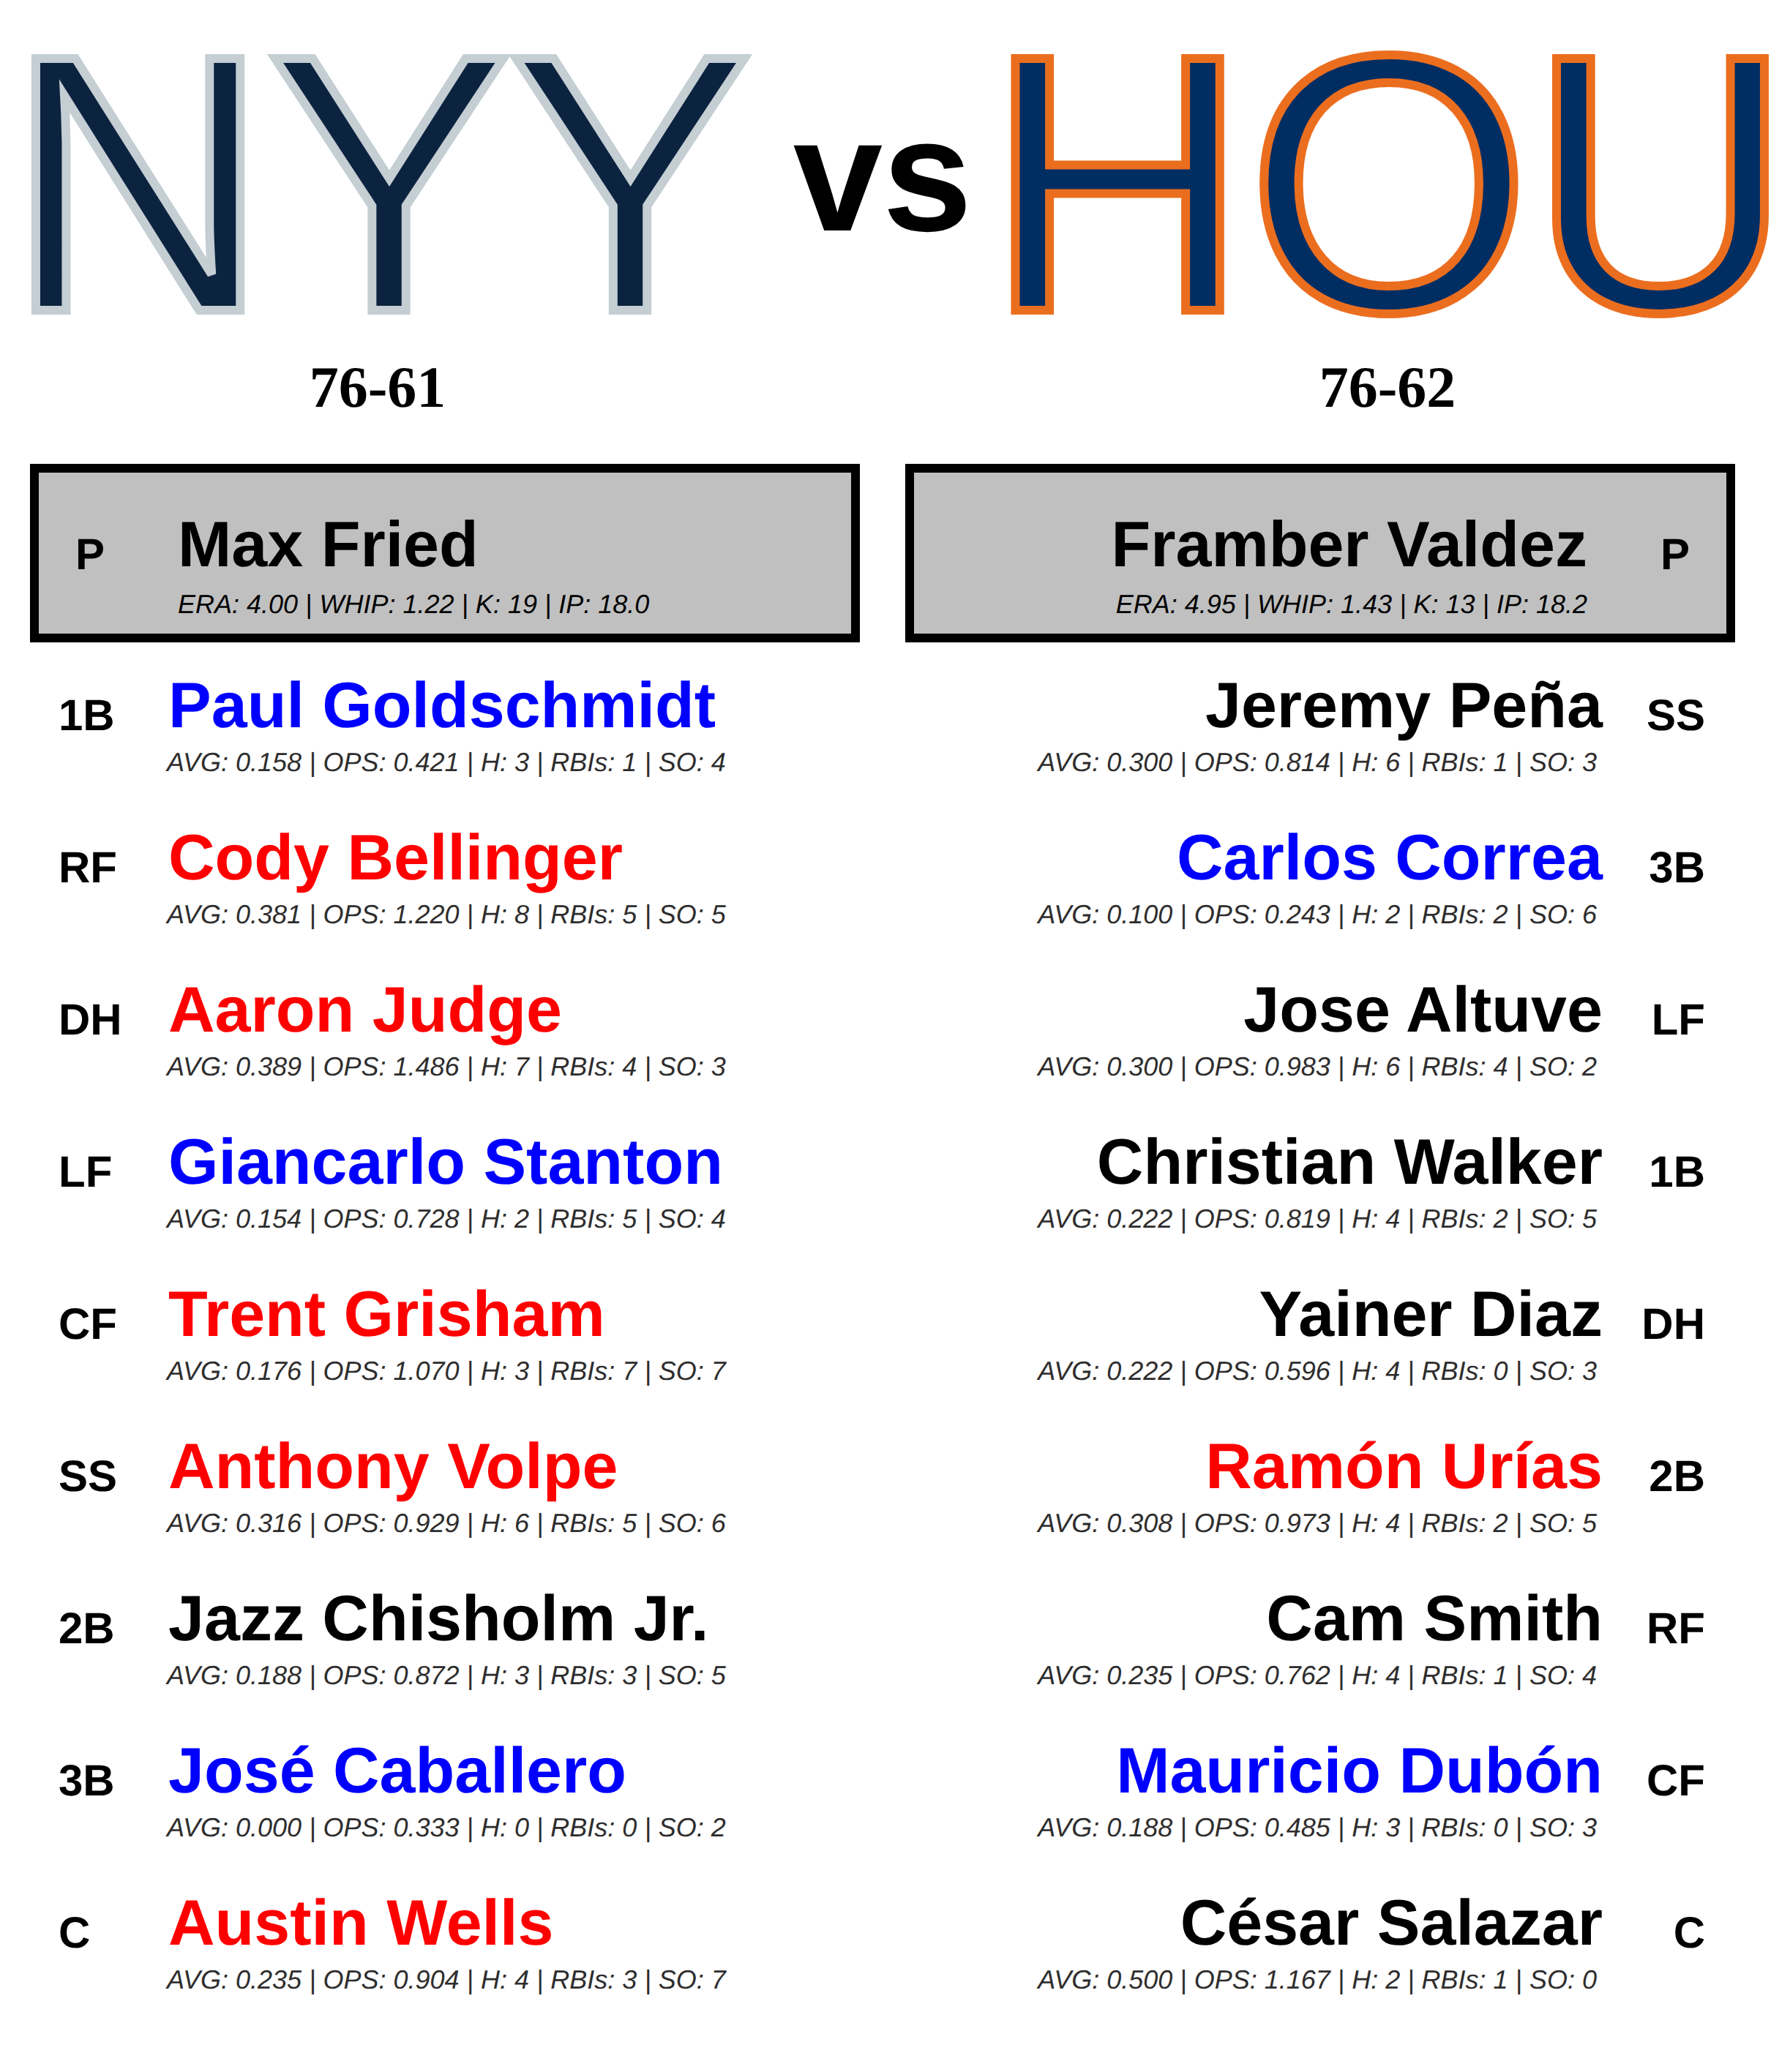 NYY vs HOU
76-61 76-62
P Max Fried
ERA: 4.00 | WHIP: 1.22 | K: 19 | IP: 18.0
Framber Valdez P
ERA: 4.95 | WHIP: 1.43 | K: 13 | IP: 18.2
1B Paul Goldschmidt
AVG: 0.158 | OPS: 0.421 | H: 3 | RBIs: 1 | SO: 4
RF Cody Bellinger
AVG: 0.381 | OPS: 1.220 | H: 8 | RBIs: 5 | SO: 5
DH Aaron Judge
AVG: 0.389 | OPS: 1.486 | H: 7 | RBIs: 4 | SO: 3
LF Giancarlo Stanton
AVG: 0.154 | OPS: 0.728 | H: 2 | RBIs: 5 | SO: 4
CF Trent Grisham
AVG: 0.176 | OPS: 1.070 | H: 3 | RBIs: 7 | SO: 7
SS Anthony Volpe
AVG: 0.316 | OPS: 0.929 | H: 6 | RBIs: 5 | SO: 6
2B Jazz Chisholm Jr.
AVG: 0.188 | OPS: 0.872 | H: 3 | RBIs: 3 | SO: 5
3B José Caballero
AVG: 0.000 | OPS: 0.333 | H: 0 | RBIs: 0 | SO: 2
C Austin Wells
AVG: 0.235 | OPS: 0.904 | H: 4 | RBIs: 3 | SO: 7
Jeremy Peña SS
AVG: 0.300 | OPS: 0.814 | H: 6 | RBIs: 1 | SO: 3
Carlos Correa 3B
AVG: 0.100 | OPS: 0.243 | H: 2 | RBIs: 2 | SO: 6
Jose Altuve LF
AVG: 0.300 | OPS: 0.983 | H: 6 | RBIs: 4 | SO: 2
Christian Walker 1B
AVG: 0.222 | OPS: 0.819 | H: 4 | RBIs: 2 | SO: 5
Yainer Diaz DH
AVG: 0.222 | OPS: 0.596 | H: 4 | RBIs: 0 | SO: 3
Ramón Urías 2B
AVG: 0.308 | OPS: 0.973 | H: 4 | RBIs: 2 | SO: 5
Cam Smith RF
AVG: 0.235 | OPS: 0.762 | H: 4 | RBIs: 1 | SO: 4
Mauricio Dubón CF
AVG: 0.188 | OPS: 0.485 | H: 3 | RBIs: 0 | SO: 3
César Salazar C
AVG: 0.500 | OPS: 1.167 | H: 2 | RBIs: 1 | SO: 0